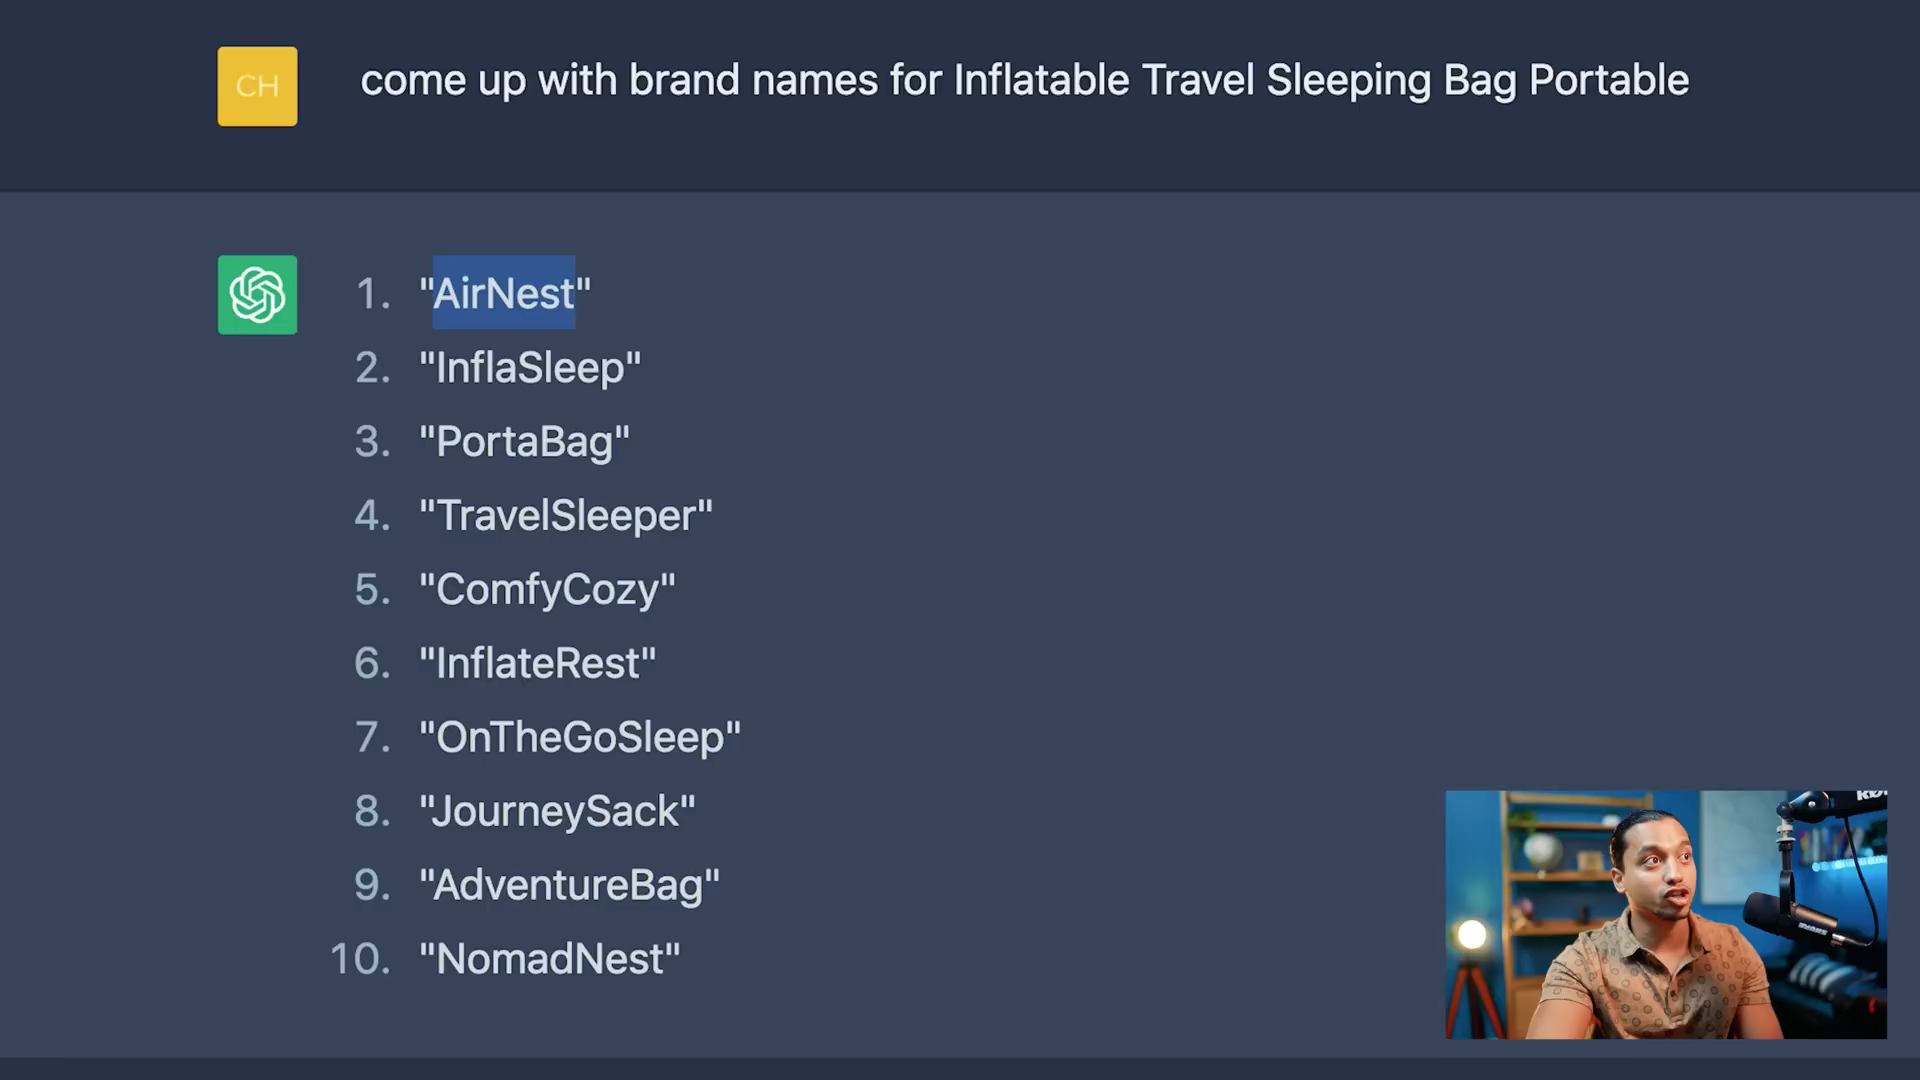 CH
come up with brand names for Inflatable Travel Sleeping Bag Portable
1. "AirNest"
2. "InflaSleep"
3. "PortaBag"
4. "TravelSleeper"
5. "ComfyCozy"
6. "InflateRest"
7. "OnTheGoSleep"
8. "JourneySack"
9. "AdventureBag"
10. "NomadNest"